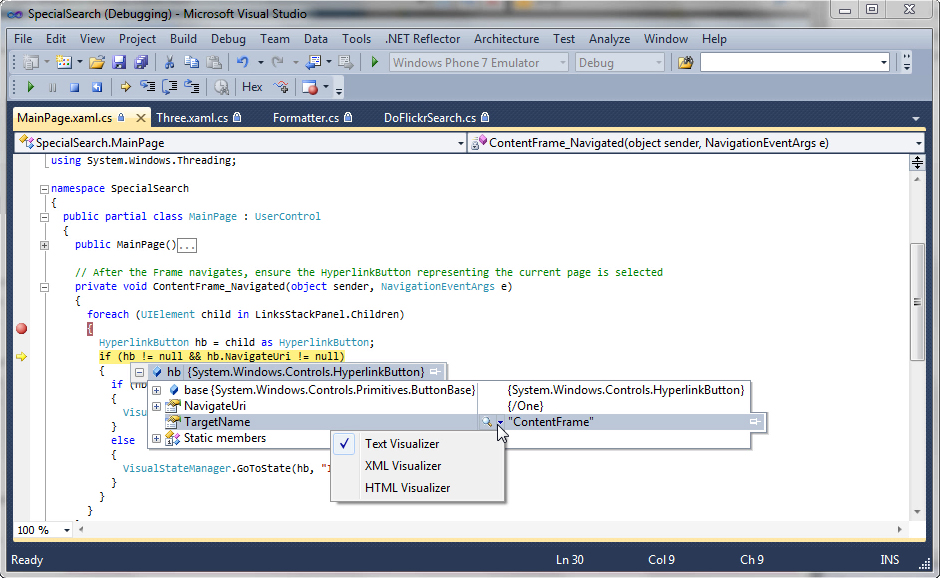 SpecialSearch (Debugging) - Microsoft Visual Studio
File Edit View Project Build Debug Team Data Tools .NET Reflector Architecture Test Analyze Window Help
Windows Phone 7 Emulator Debug
Hex
MainPage.xaml.cs Three.xaml.cs Formatter.cs DoFlickrSearch.cs
SpecialSearch.MainPage ContentFrame_Navigated(object sender, NavigationEventArgs e)
using System.Windows.Threading;
namespace SpecialSearch
{
public partial class MainPage : UserControl
{
public MainPage()...
// After the Frame navigates, ensure the HyperlinkButton representing the current page is selected
private void ContentFrame_Navigated(object sender, NavigationEventArgs e)
{
foreach (UIElement child in LinksStackPanel.Children)
{
HyperlinkButton hb = child as HyperlinkButton;
if (hb != null && hb.NavigateUri != null)
{ hb {System.Windows.Controls.HyperlinkButton}
if (hb base {System.Windows.Controls.Primitives.ButtonBase} {System.Windows.Controls.HyperlinkButton}
{ NavigateUri {/One}
Visu TargetName "ContentFrame"
}
else Static members
{ Text Visualizer
VisualStateManager.GoToState(hb, XML Visualizer
} HTML Visualizer
}
}
100 %
Ready Ln 30 Col 9 Ch 9 INS